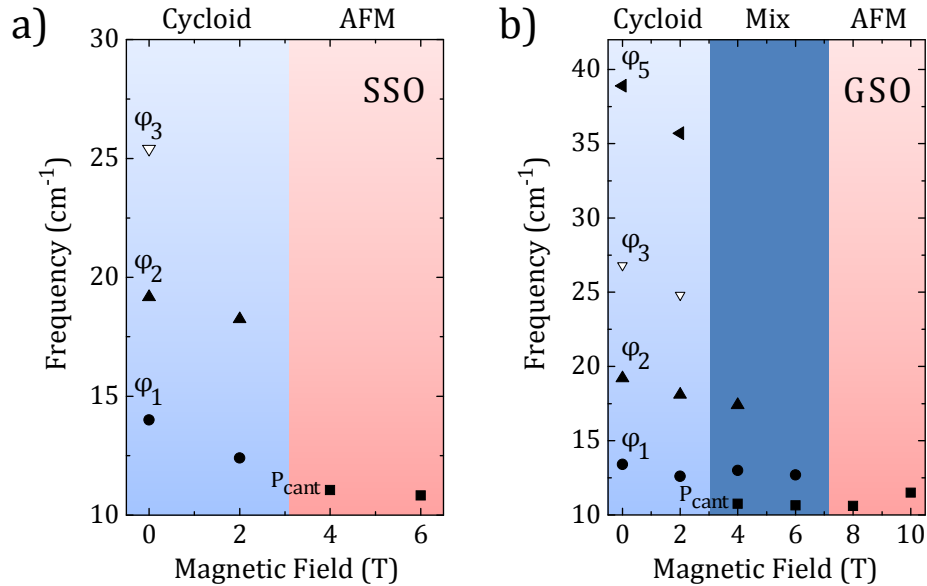 a)
Cycloid AFM
SSO
30
25
20
15
10
Frequency (cm⁻¹)
φ₃
φ₂
φ₁
Pcant
0 2 4 6
Magnetic Field (T)
b)
Cycloid Mix AFM
GSO
40
35
30
25
20
15
10
Frequency (cm⁻¹)
φ₅
φ₃
φ₂
φ₁
Pcant
0 2 4 6 8 10
Magnetic Field (T)